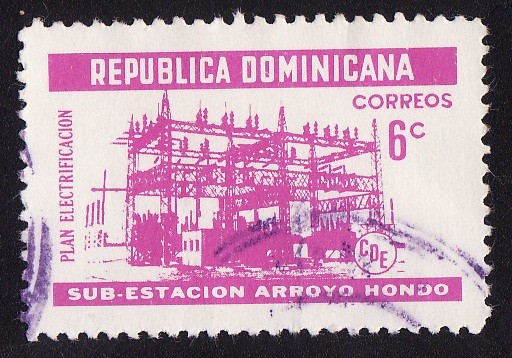 REPUBLICA DOMINICANA
CORREOS
6c
PLAN ELECTRIFICACION
CDE
SUB-ESTACION ARROYO HONDO